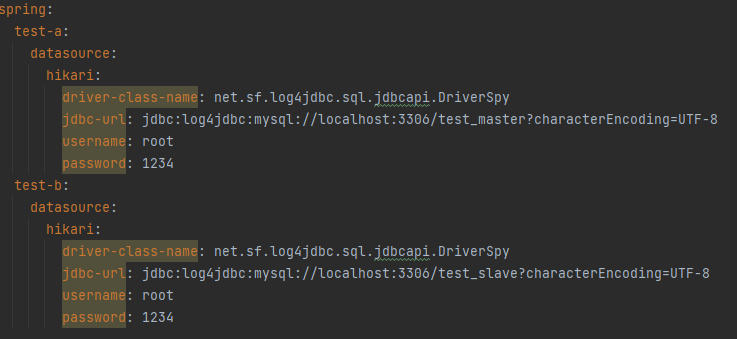 spring:
  test-a:
    datasource:
      hikari:
        driver-class-name: net.sf.log4jdbc.sql.jdbcapi.DriverSpy
        jdbc-url: jdbc:log4jdbc:mysql://localhost:3306/test_master?characterEncoding=UTF-8
        username: root
        password: 1234
  test-b:
    datasource:
      hikari:
        driver-class-name: net.sf.log4jdbc.sql.jdbcapi.DriverSpy
        jdbc-url: jdbc:log4jdbc:mysql://localhost:3306/test_slave?characterEncoding=UTF-8
        username: root
        password: 1234